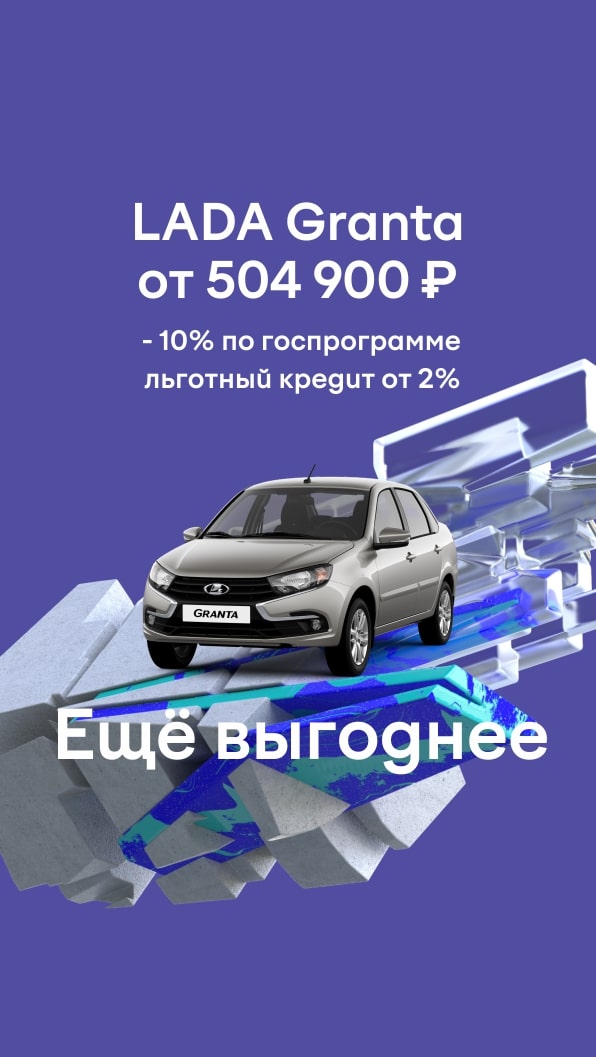 LADA Granta
от 504 900 ₽
- 10% по госпрограмме
льготный кредит от 2%
GRANTA
Ещё выгоднее